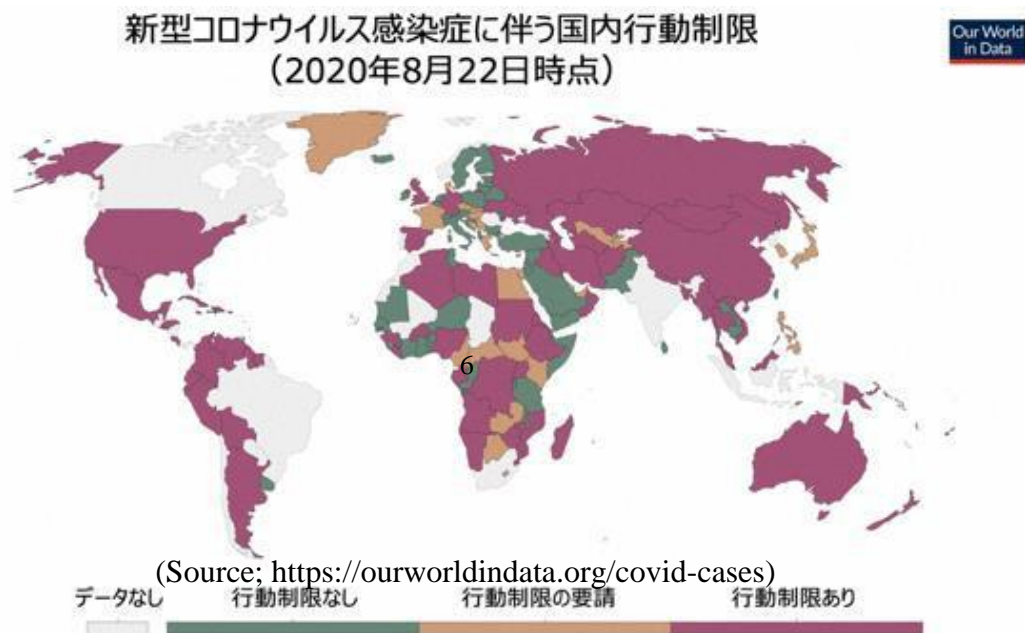 新型コロナウイルス感染症に伴う国内行動制限
（2020年8月22日時点）
Our World
in Data
6
(Source; https://ourworldindata.org/covid-cases)
データなし 行動制限なし 行動制限の要請 行動制限あり